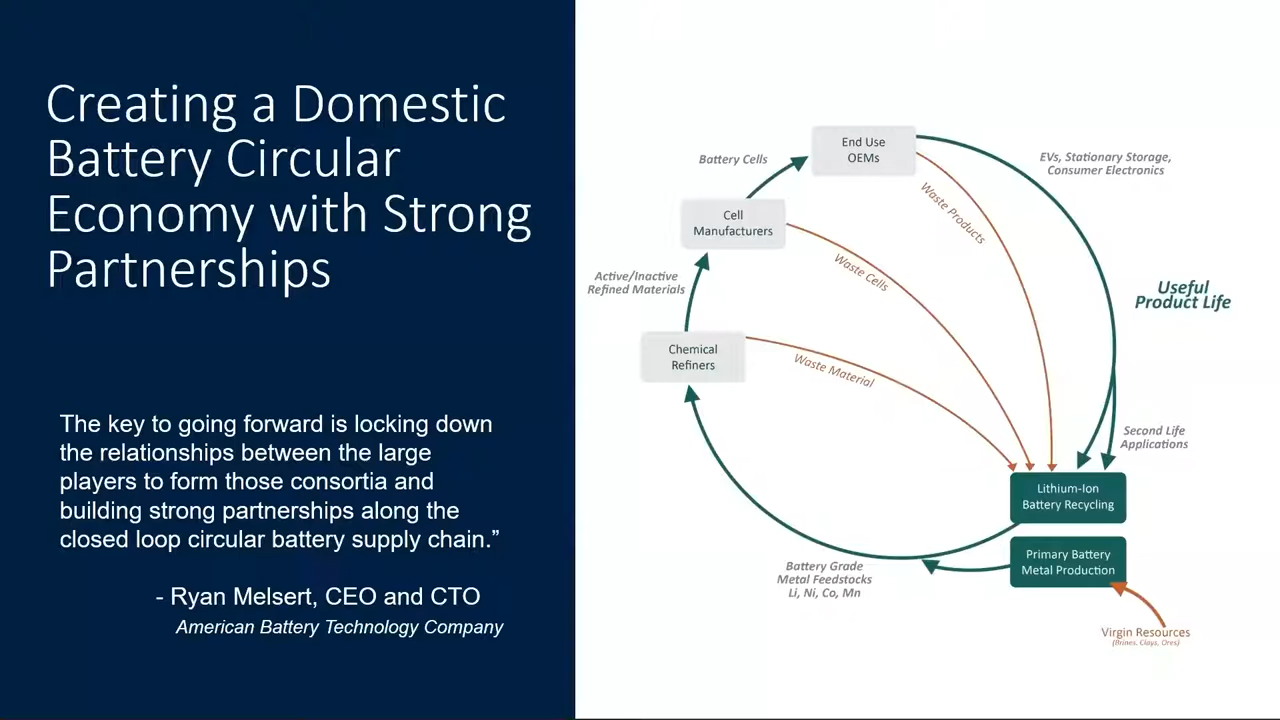 Creating a Domestic
Battery Circular
Economy with Strong
Partnerships
The key to going forward is locking down
the relationships between the large
players to form those consortia and
building strong partnerships along the
closed loop circular battery supply chain.”
- Ryan Melsert, CEO and CTO
American Battery Technology Company
End Use
OEMs
Battery Cells
EVs, Stationary Storage,
Consumer Electronics
Waste Products
Cell
Manufacturers
Waste Cells
Active/Inactive
Refined Materials
Useful
Product Life
Chemical
Refiners
Waste Material
Second Life
Applications
Lithium-Ion
Battery Recycling
Primary Battery
Metal Production
Battery Grade
Metal Feedstocks
Li, Ni, Co, Mn
Virgin Resources
(Brines, Clays, Ores)